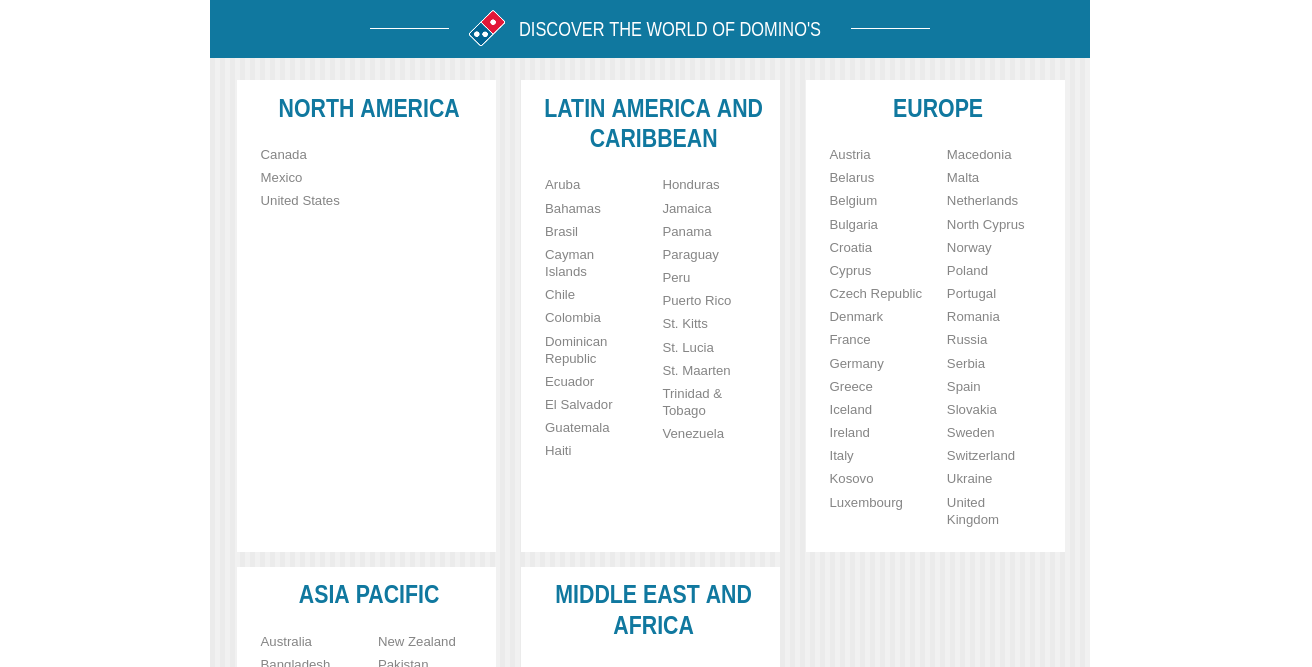 DISCOVER THE WORLD OF DOMINO'S
NORTH AMERICA
Canada
Mexico
United States
LATIN AMERICA AND
CARIBBEAN
Aruba
Bahamas
Brasil
Cayman
Islands
Chile
Colombia
Dominican
Republic
Ecuador
El Salvador
Guatemala
Haiti
Honduras
Jamaica
Panama
Paraguay
Peru
Puerto Rico
St. Kitts
St. Lucia
St. Maarten
Trinidad &
Tobago
Venezuela
EUROPE
Austria
Belarus
Belgium
Bulgaria
Croatia
Cyprus
Czech Republic
Denmark
France
Germany
Greece
Iceland
Ireland
Italy
Kosovo
Luxembourg
Macedonia
Malta
Netherlands
North Cyprus
Norway
Poland
Portugal
Romania
Russia
Serbia
Spain
Slovakia
Sweden
Switzerland
Ukraine
United
Kingdom
ASIA PACIFIC
Australia
Bangladesh
New Zealand
Pakistan
MIDDLE EAST AND
AFRICA